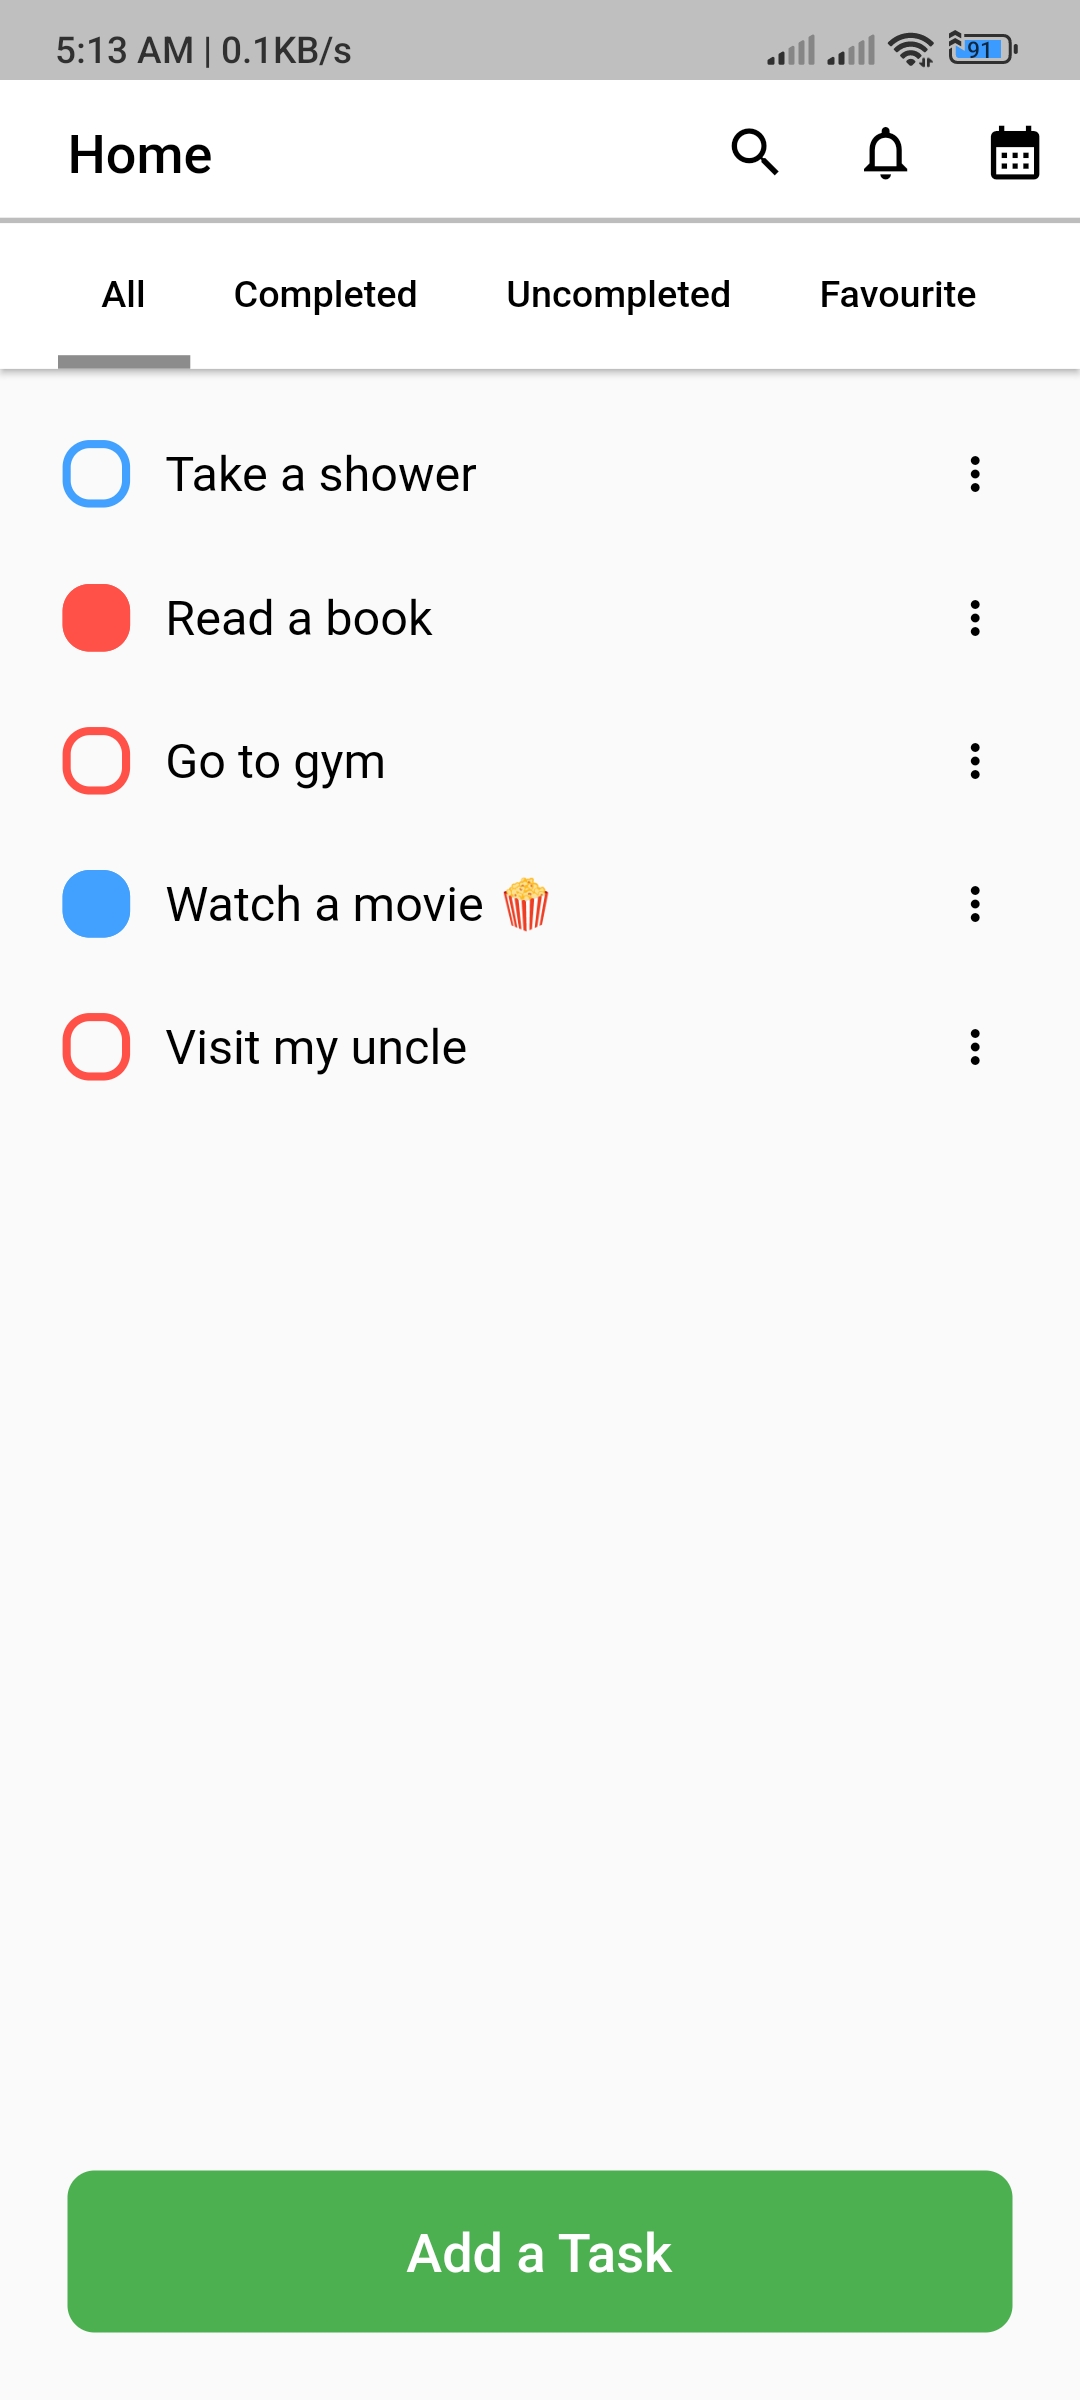 5:13 AM | 0.1KB/s 91
Home
All Completed Uncompleted Favourite
Take a shower
Read a book
Go to gym
Watch a movie 🍿
Visit my uncle
Add a Task